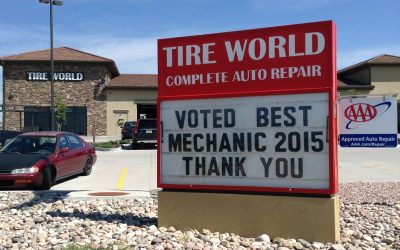 TIRE WORLD
TIRE WORLD
COMPLETE AUTO REPAIR
VOTED BEST
MECHANIC 2015
THANK YOU
AAA
Approved Auto Repair
AAA.com/Repair